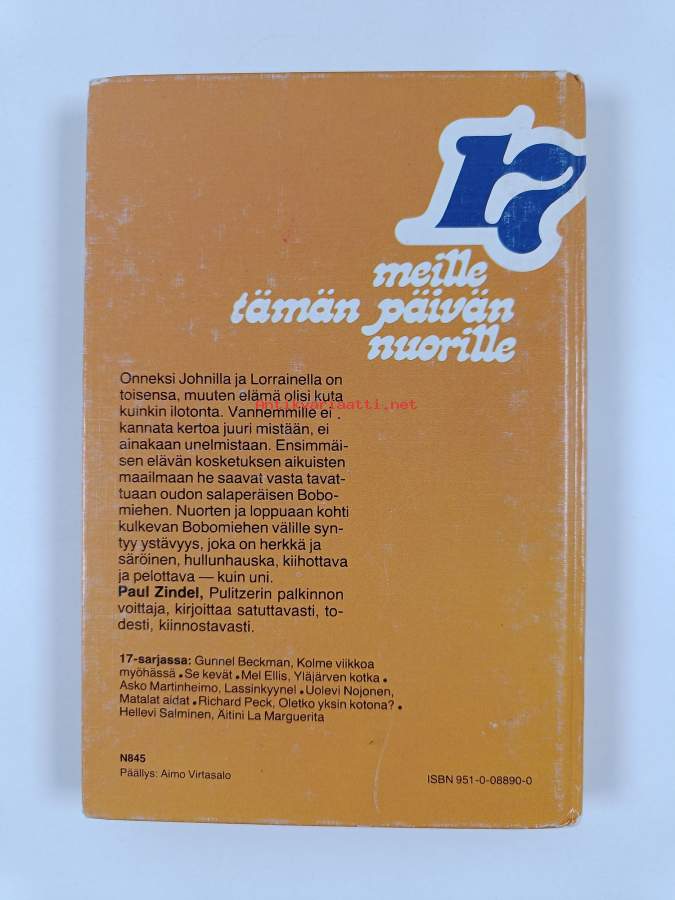 17
meille
tämän päivän
nuorille
Onneksi Johnilla ja Lorrainella on
toisensa, muuten elämä olisi kuta
kuinkin ilotonta. Vanhemmille ei
kannata kertoa juuri mistään, ei
ainakaan unelmistaan. Ensimmäi-
sen elävän kosketuksen aikuisten
maailmaan he saavat vasta tavat-
tuaan oudon salaperäisen Bobo-
miehen. Nuorten ja loppuaan kohti
kulkevan Bobomiehen välille syn-
tyy ystävyys, joka on herkkä ja
säröinen, hullunhauska, kiihottava
ja pelottava — kuin uni.
Paul Zindel, Pulitzerin palkinnon
voittaja, kirjoittaa satuttavasti, to-
desti, kiinnostavasti.
17-sarjassa: Gunnel Beckman, Kolme viikkoa
myöhässä • Se kevät • Mel Ellis, Yläjärven kotka •
Asko Martinheimo, Lassinkyynel • Uolevi Nojonen,
Matalat aidat • Richard Peck, Oletko yksin kotona? •
Hellevi Salminen, Äitini La Marguerita
N845
Päällys: Aimo Virtasalo
ISBN 951-0-08890-0
Antikvariaatti.net